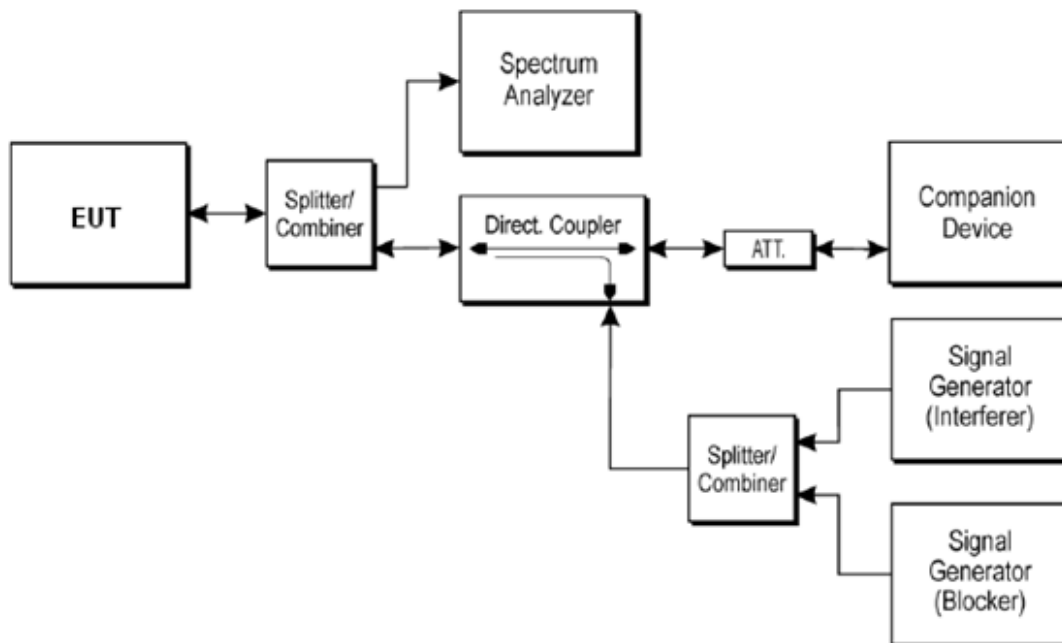 Spectrum
Analyzer
EUT
Splitter/
Combiner
Direct. Coupler
ATT.
Companion
Device
Signal
Generator
(Interferer)
Splitter/
Combiner
Signal
Generator
(Blocker)